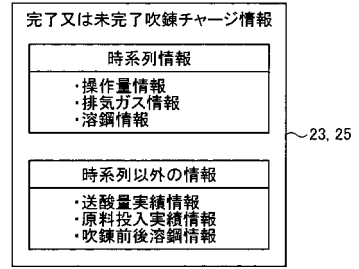 完了又は未完了吹錬チャージ情報
時系列情報
・操作量情報
・排気ガス情報
・溶鋼情報
23, 25
時系列以外の情報
・送酸量実績情報
・原料投入実績情報
・吹錬前後溶鋼情報